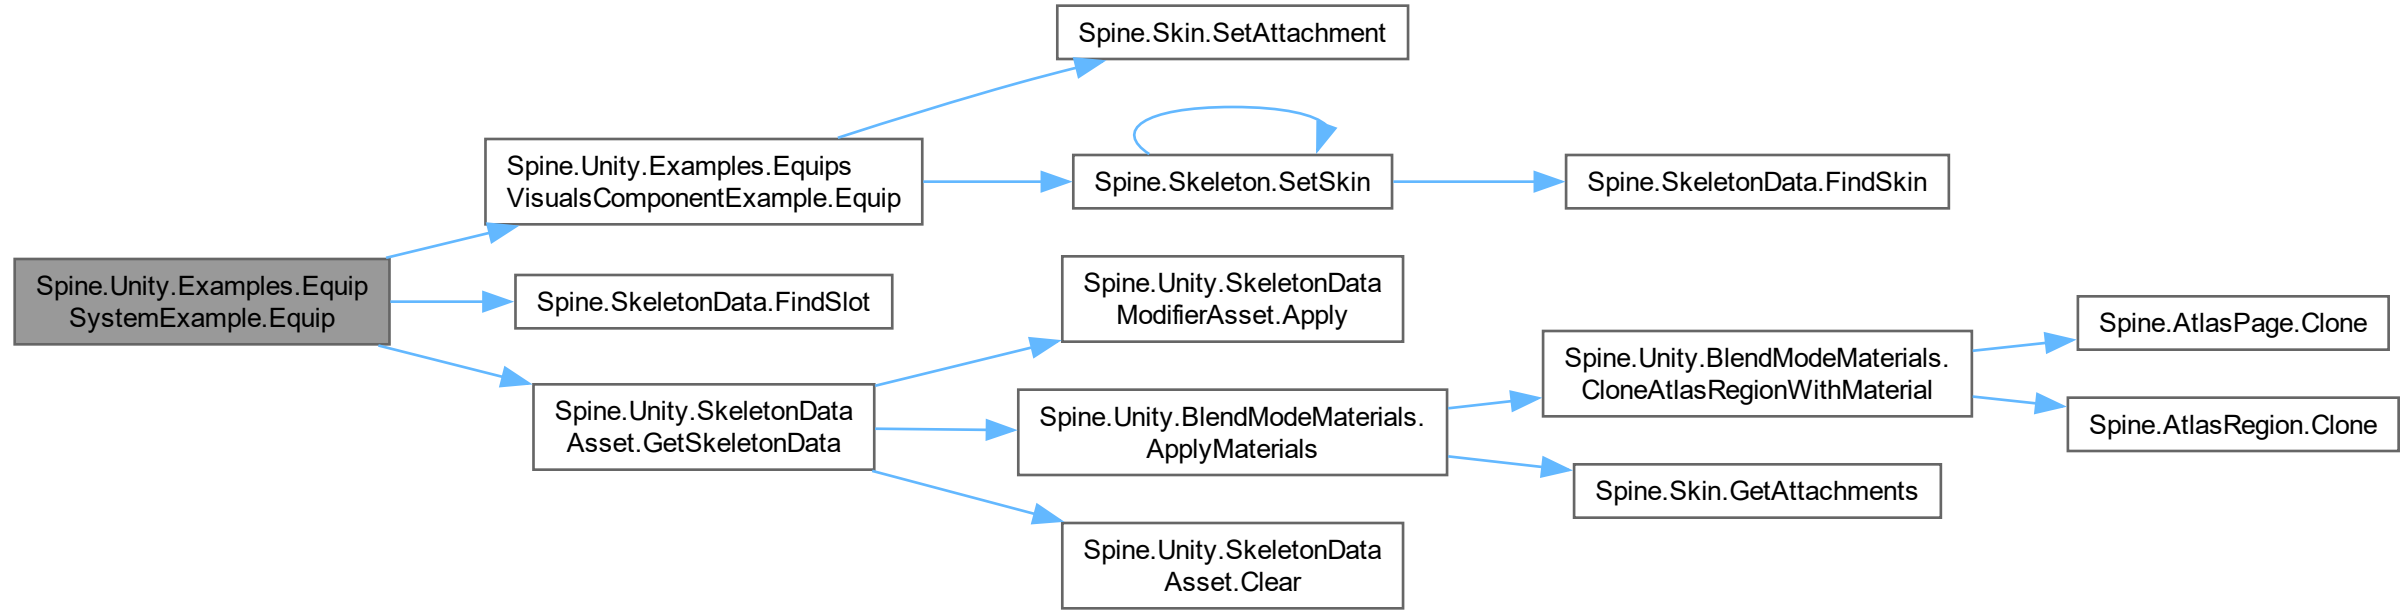 Spine.Unity.Examples.Equip
SystemExample.Equip
Spine.Unity.Examples.Equips
VisualsComponentExample.Equip
Spine.Skin.SetAttachment
Spine.Skeleton.SetSkin
Spine.SkeletonData.FindSkin
Spine.SkeletonData.FindSlot
Spine.Unity.SkeletonData
Asset.GetSkeletonData
Spine.Unity.SkeletonData
ModifierAsset.Apply
Spine.Unity.BlendModeMaterials.
ApplyMaterials
Spine.Unity.BlendModeMaterials.
CloneAtlasRegionWithMaterial
Spine.AtlasPage.Clone
Spine.AtlasRegion.Clone
Spine.Skin.GetAttachments
Spine.Unity.SkeletonData
Asset.Clear